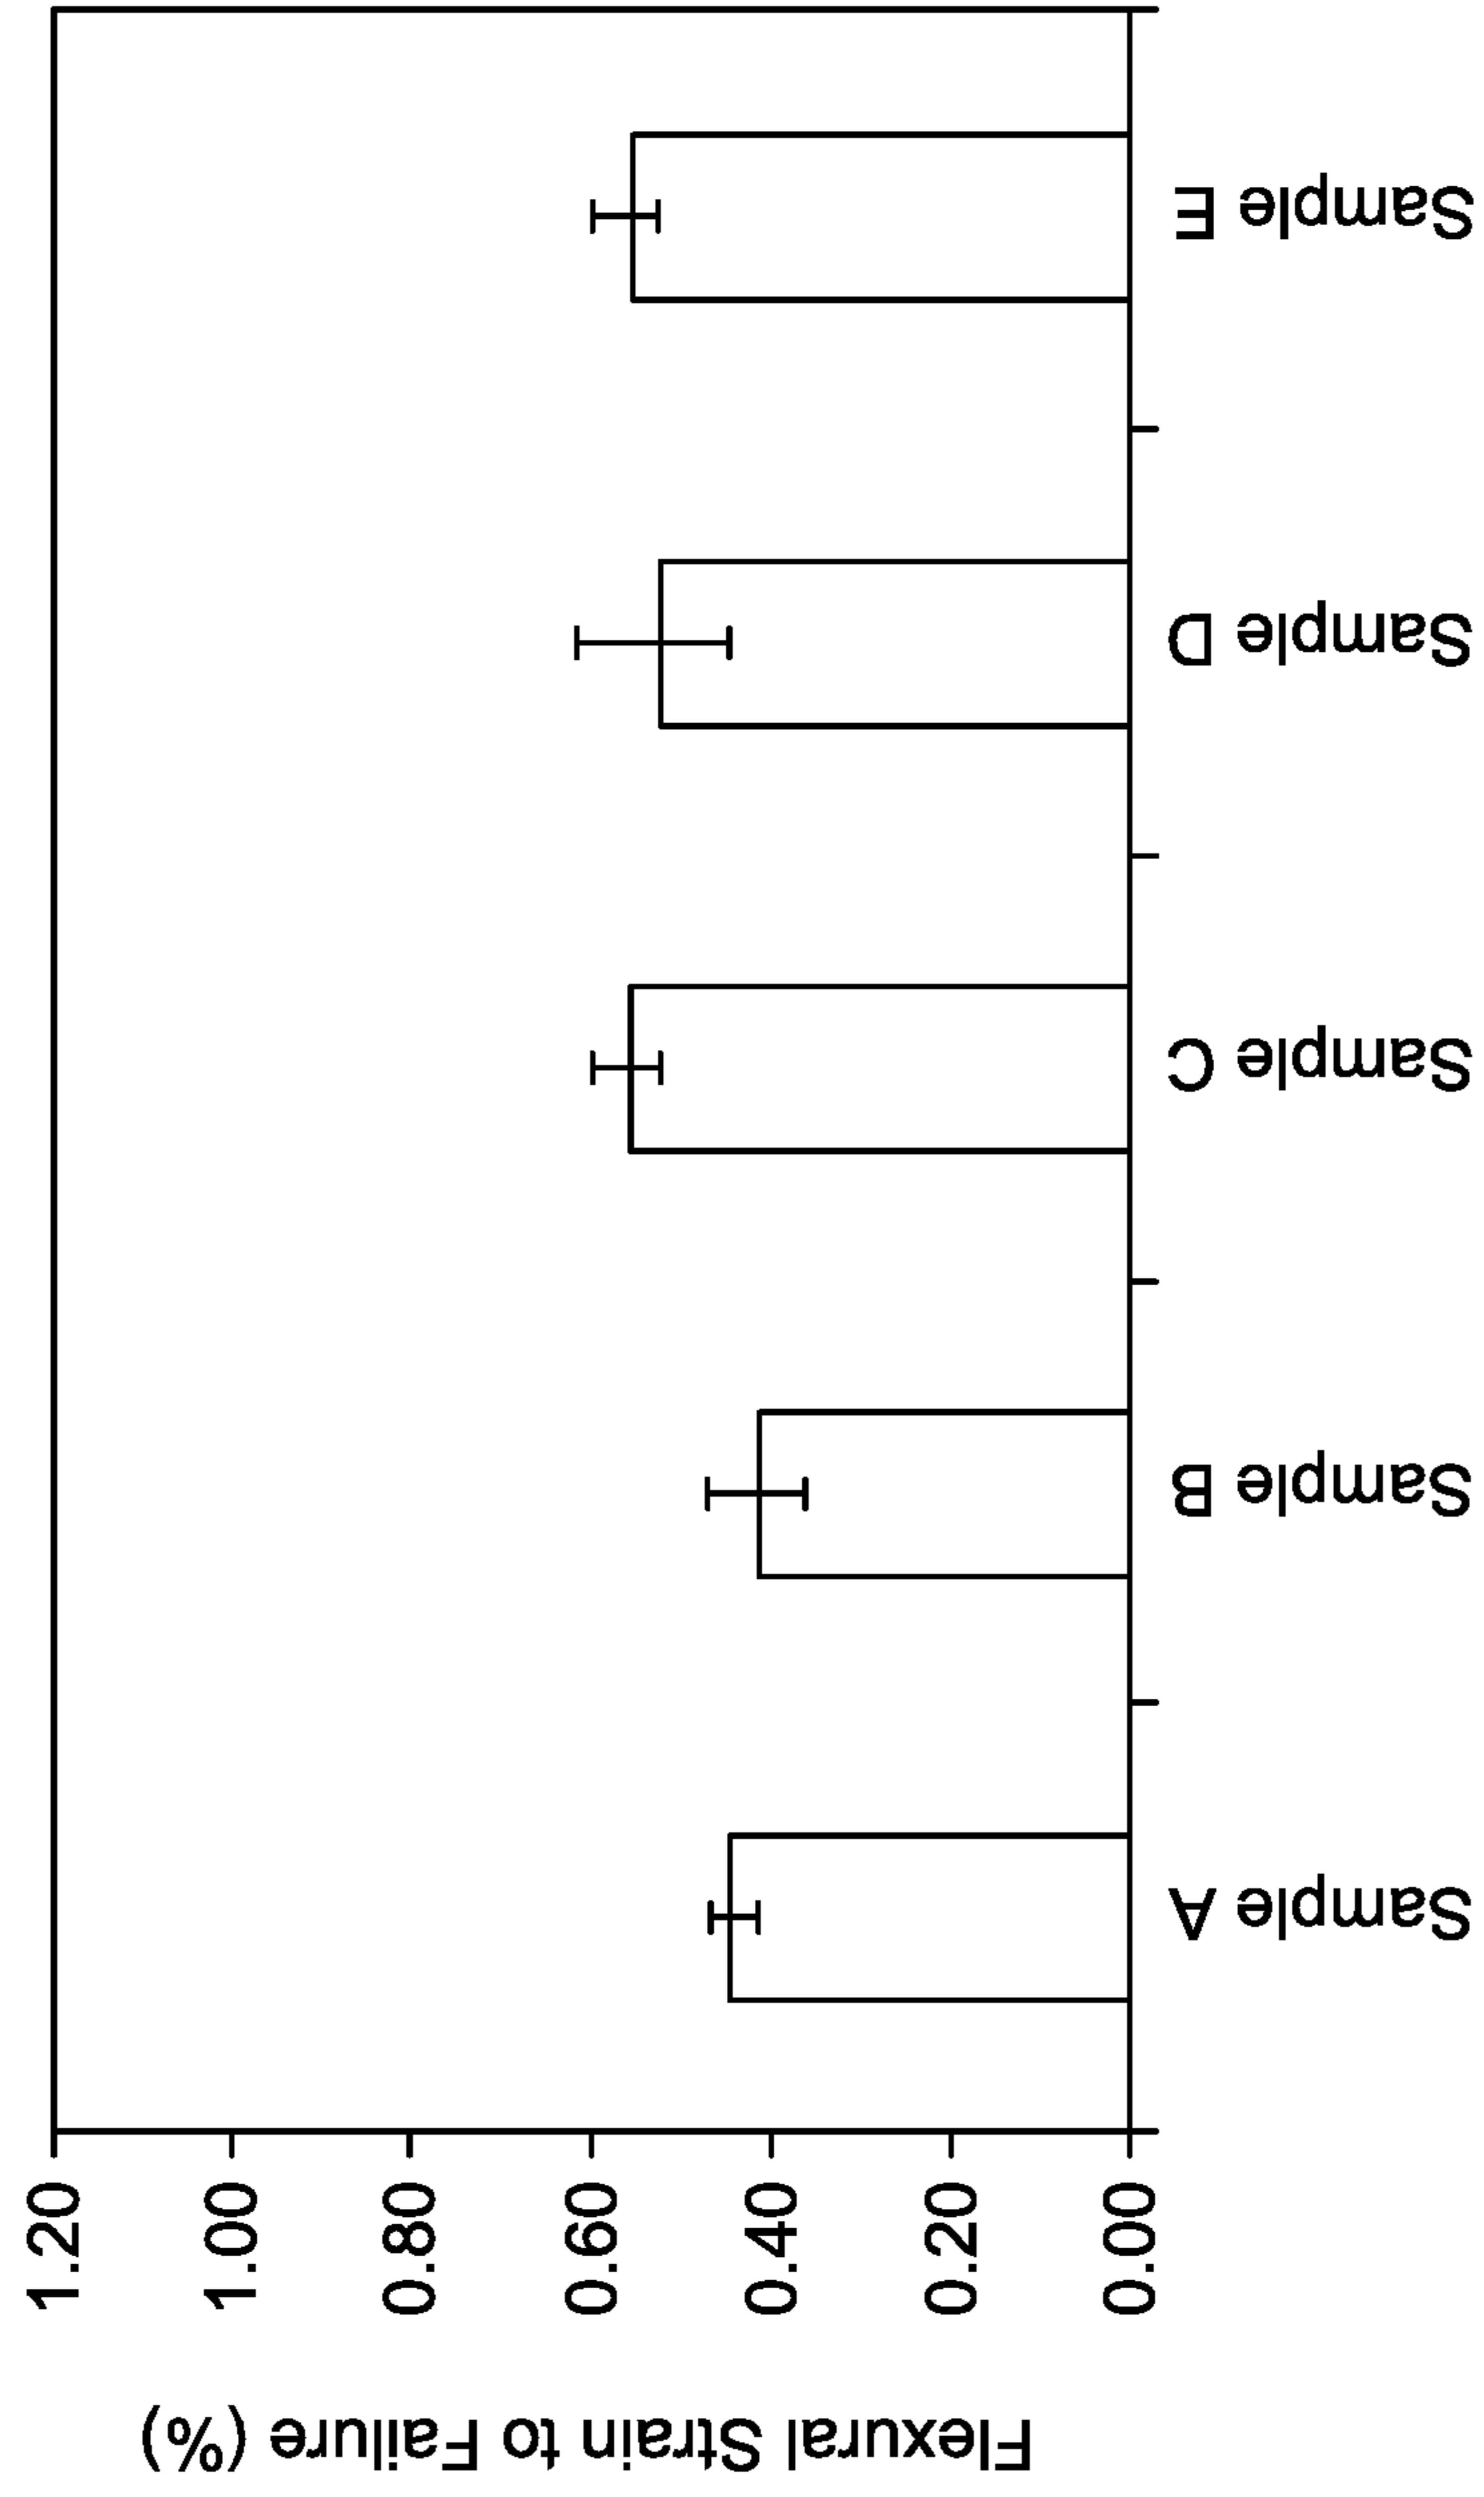 Flexural Strain to Failure (%)
1.20
1.00
0.80
0.60
0.40
0.20
0.00
Sample A
Sample B
Sample C
Sample D
Sample E